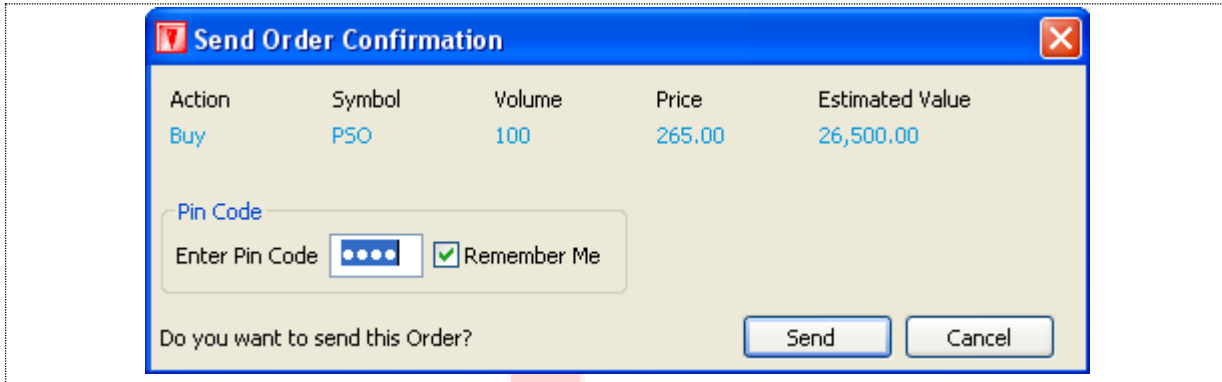 Send Order Confirmation
Action Symbol Volume Price Estimated Value
Buy PSO 100 265.00 26,500.00
Pin Code
Enter Pin Code •••• Remember Me
Do you want to send this Order? Send Cancel